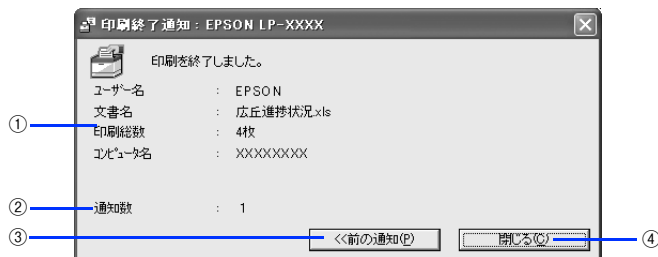 印刷終了通知：EPSON LP-XXXX
印刷を終了しました。
ユーザー名 : EPSON
文書名 : 広丘進捗状況.xls
① 印刷総数 : 4枚
コンピュータ名 : XXXXXXXX
② 通知数 : 1
③ <<前の通知(P) 閉じる(C) ④